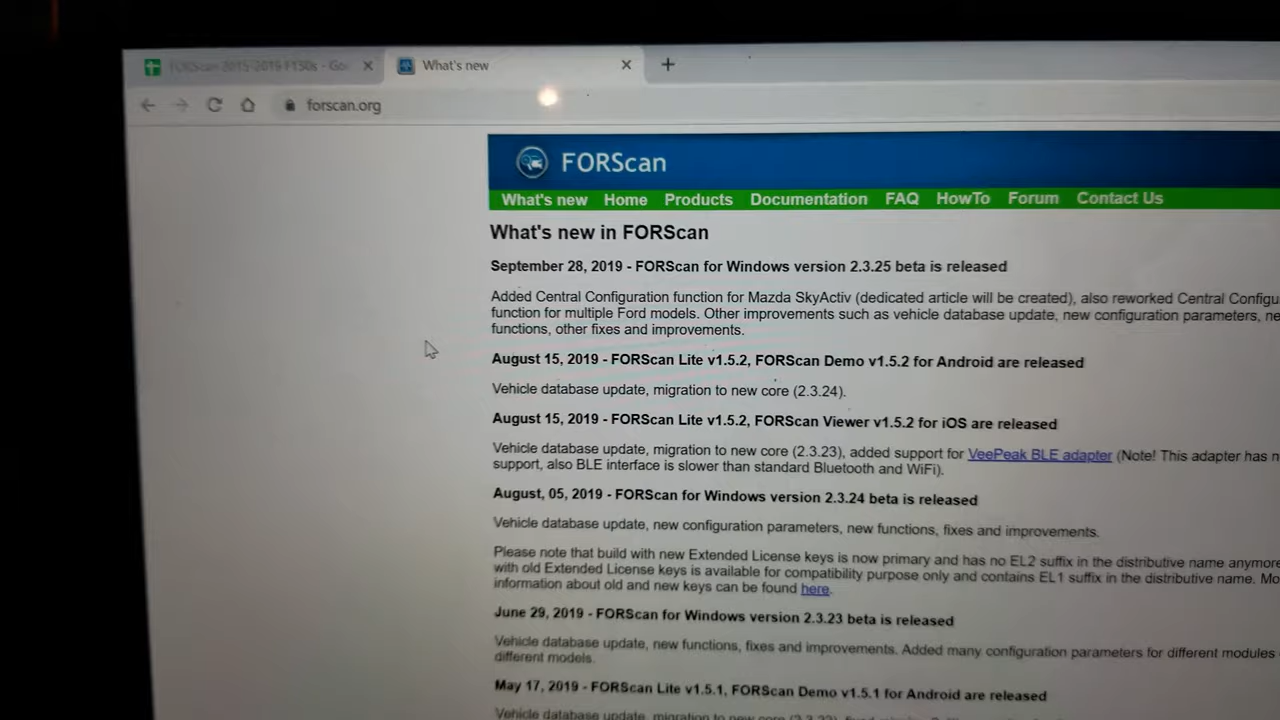 FORScan 2015-2019 F150s - Go
What's new
forscan.org
FORScan
What's new Home Products Documentation FAQ HowTo Forum Contact Us
What's new in FORScan
September 28, 2019 - FORScan for Windows version 2.3.25 beta is released
Added Central Configuration function for Mazda SkyActiv (dedicated article will be created), also reworked Central Configu
function for multiple Ford models. Other improvements such as vehicle database update, new configuration parameters, ne
functions, other fixes and improvements.
August 15, 2019 - FORScan Lite v1.5.2, FORScan Demo v1.5.2 for Android are released
Vehicle database update, migration to new core (2.3.24).
August 15, 2019 - FORScan Lite v1.5.2, FORScan Viewer v1.5.2 for iOS are released
Vehicle database update, migration to new core (2.3.23), added support for VeePeak BLE adapter (Note! This adapter has n
support, also BLE interface is slower than standard Bluetooth and WiFi).
August, 05, 2019 - FORScan for Windows version 2.3.24 beta is released
Vehicle database update, new configuration parameters, new functions, fixes and improvements.
Please note that build with new Extended License keys is now primary and has no EL2 suffix in the distributive name anymore
with old Extended License keys is available for compatibility purpose only and contains EL1 suffix in the distributive name. Mo
information about old and new keys can be found here.
June 29, 2019 - FORScan for Windows version 2.3.23 beta is released
Vehicle database update, new functions, fixes and improvements. Added many configuration parameters for different modules
different models.
May 17, 2019 - FORScan Lite v1.5.1, FORScan Demo v1.5.1 for Android are released
Vehicle database update, migration to new core